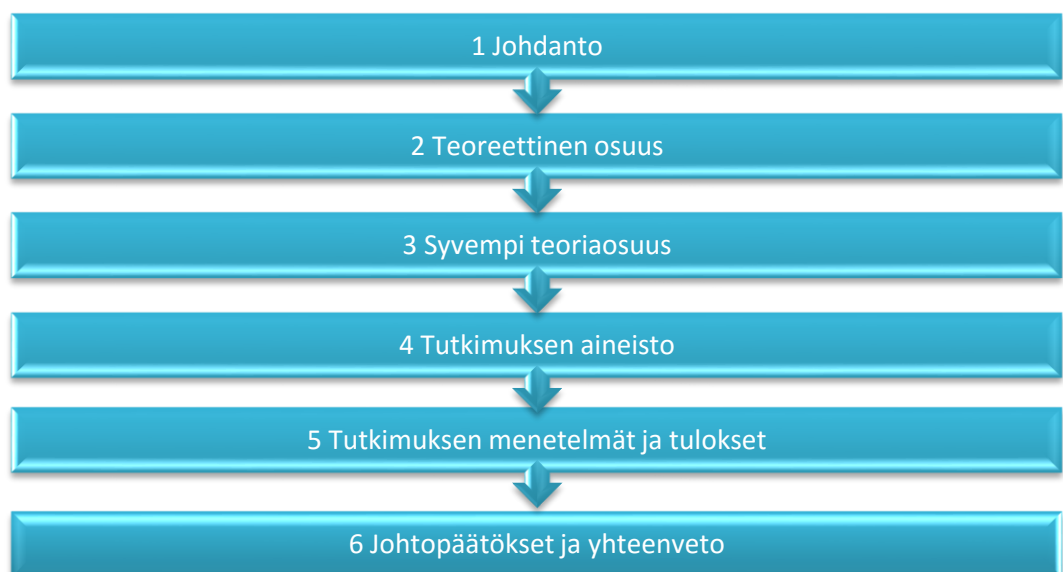 1 Johdanto
2 Teoreettinen osuus
3 Syvempi teoriaosuus
4 Tutkimuksen aineisto
5 Tutkimuksen menetelmät ja tulokset
6 Johtopäätökset ja yhteenveto